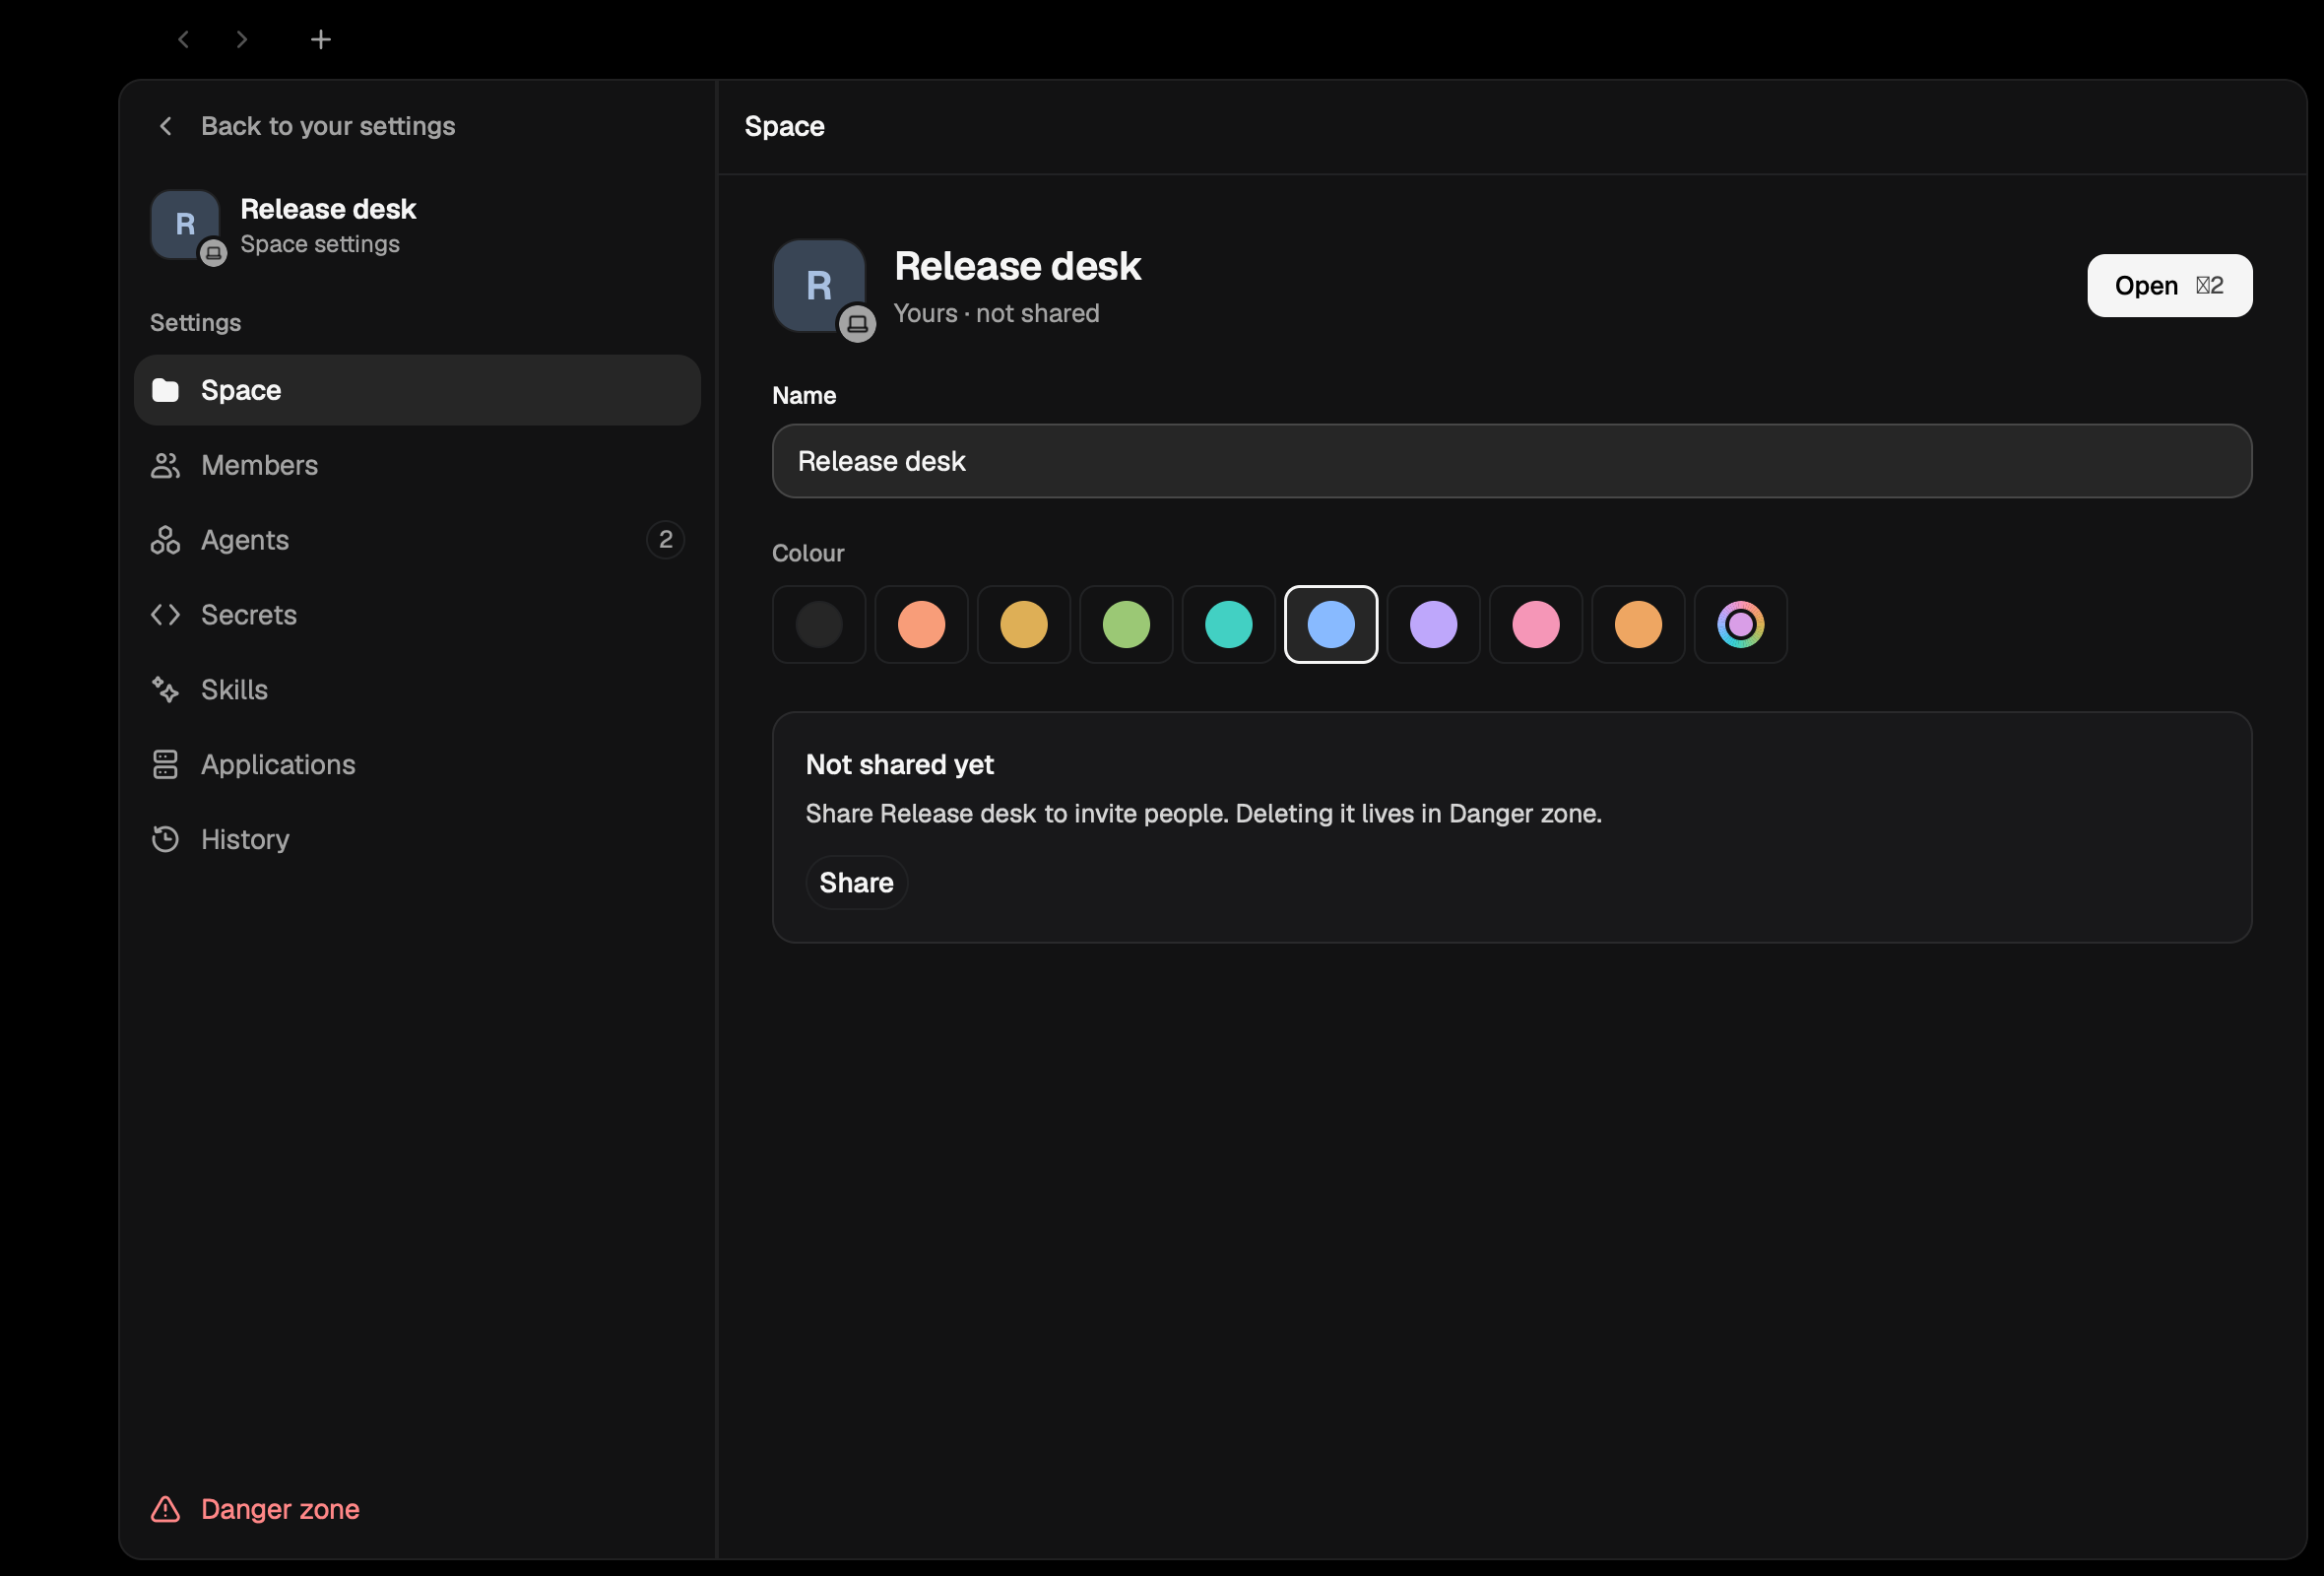 Back to your settings
R
Release desk
Space settings
Settings
Space
Members
Agents
2
Secrets
Skills
Applications
History
Danger zone
Space
R
Release desk
Yours · not shared
Open 2
Name
Release desk
Colour
Not shared yet
Share Release desk to invite people. Deleting it lives in Danger zone.
Share